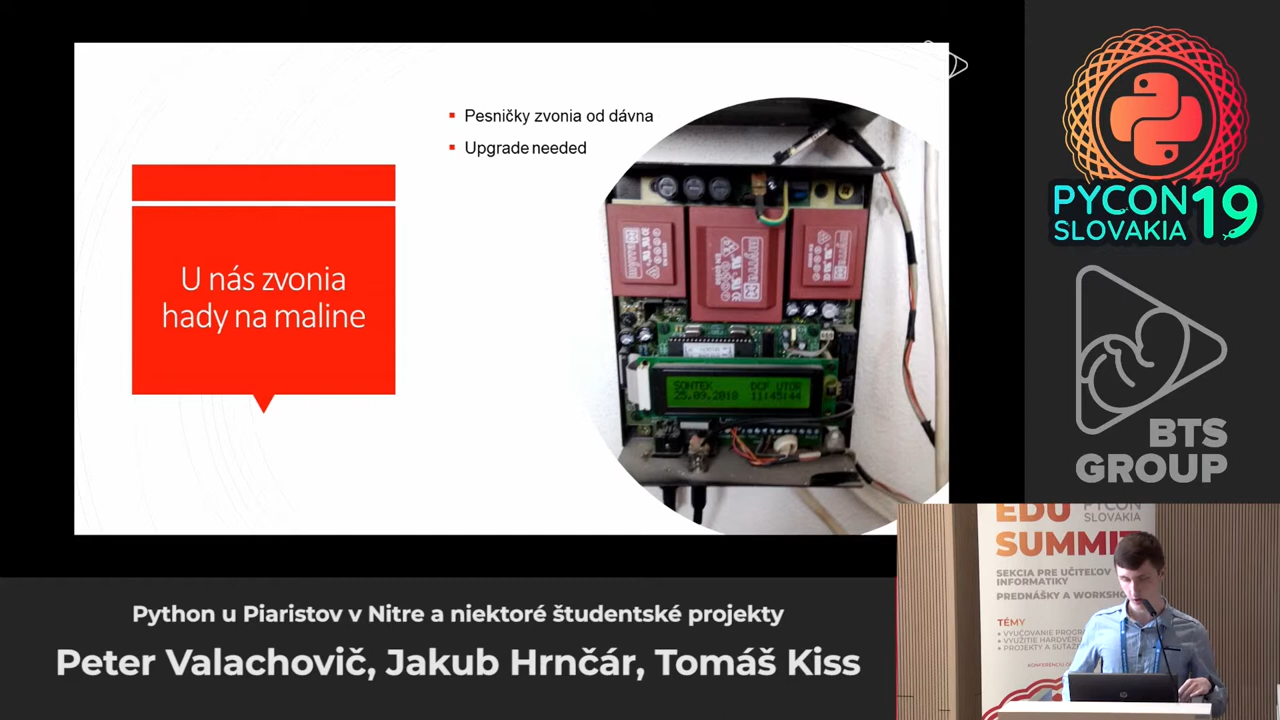 Pesničky zvonia od dávna
Upgrade needed
U nás zvonia
hady na maline
SONTEK
DCF UTOR
25.09.2018 11:45:44
PYCON
SLOVAKIA
19
BTS
GROUP
EDU
PYCON
SLOVAKIA
SUMMIT
SEKCIA PRE UČITEĽOV
INFORMATIKY
PREDNÁŠKY A WORKSHO
TÉMY
Python u Piaristov v Nitre a niektoré študentské projekty
Peter Valachovič, Jakub Hrnčár, Tomáš Kiss